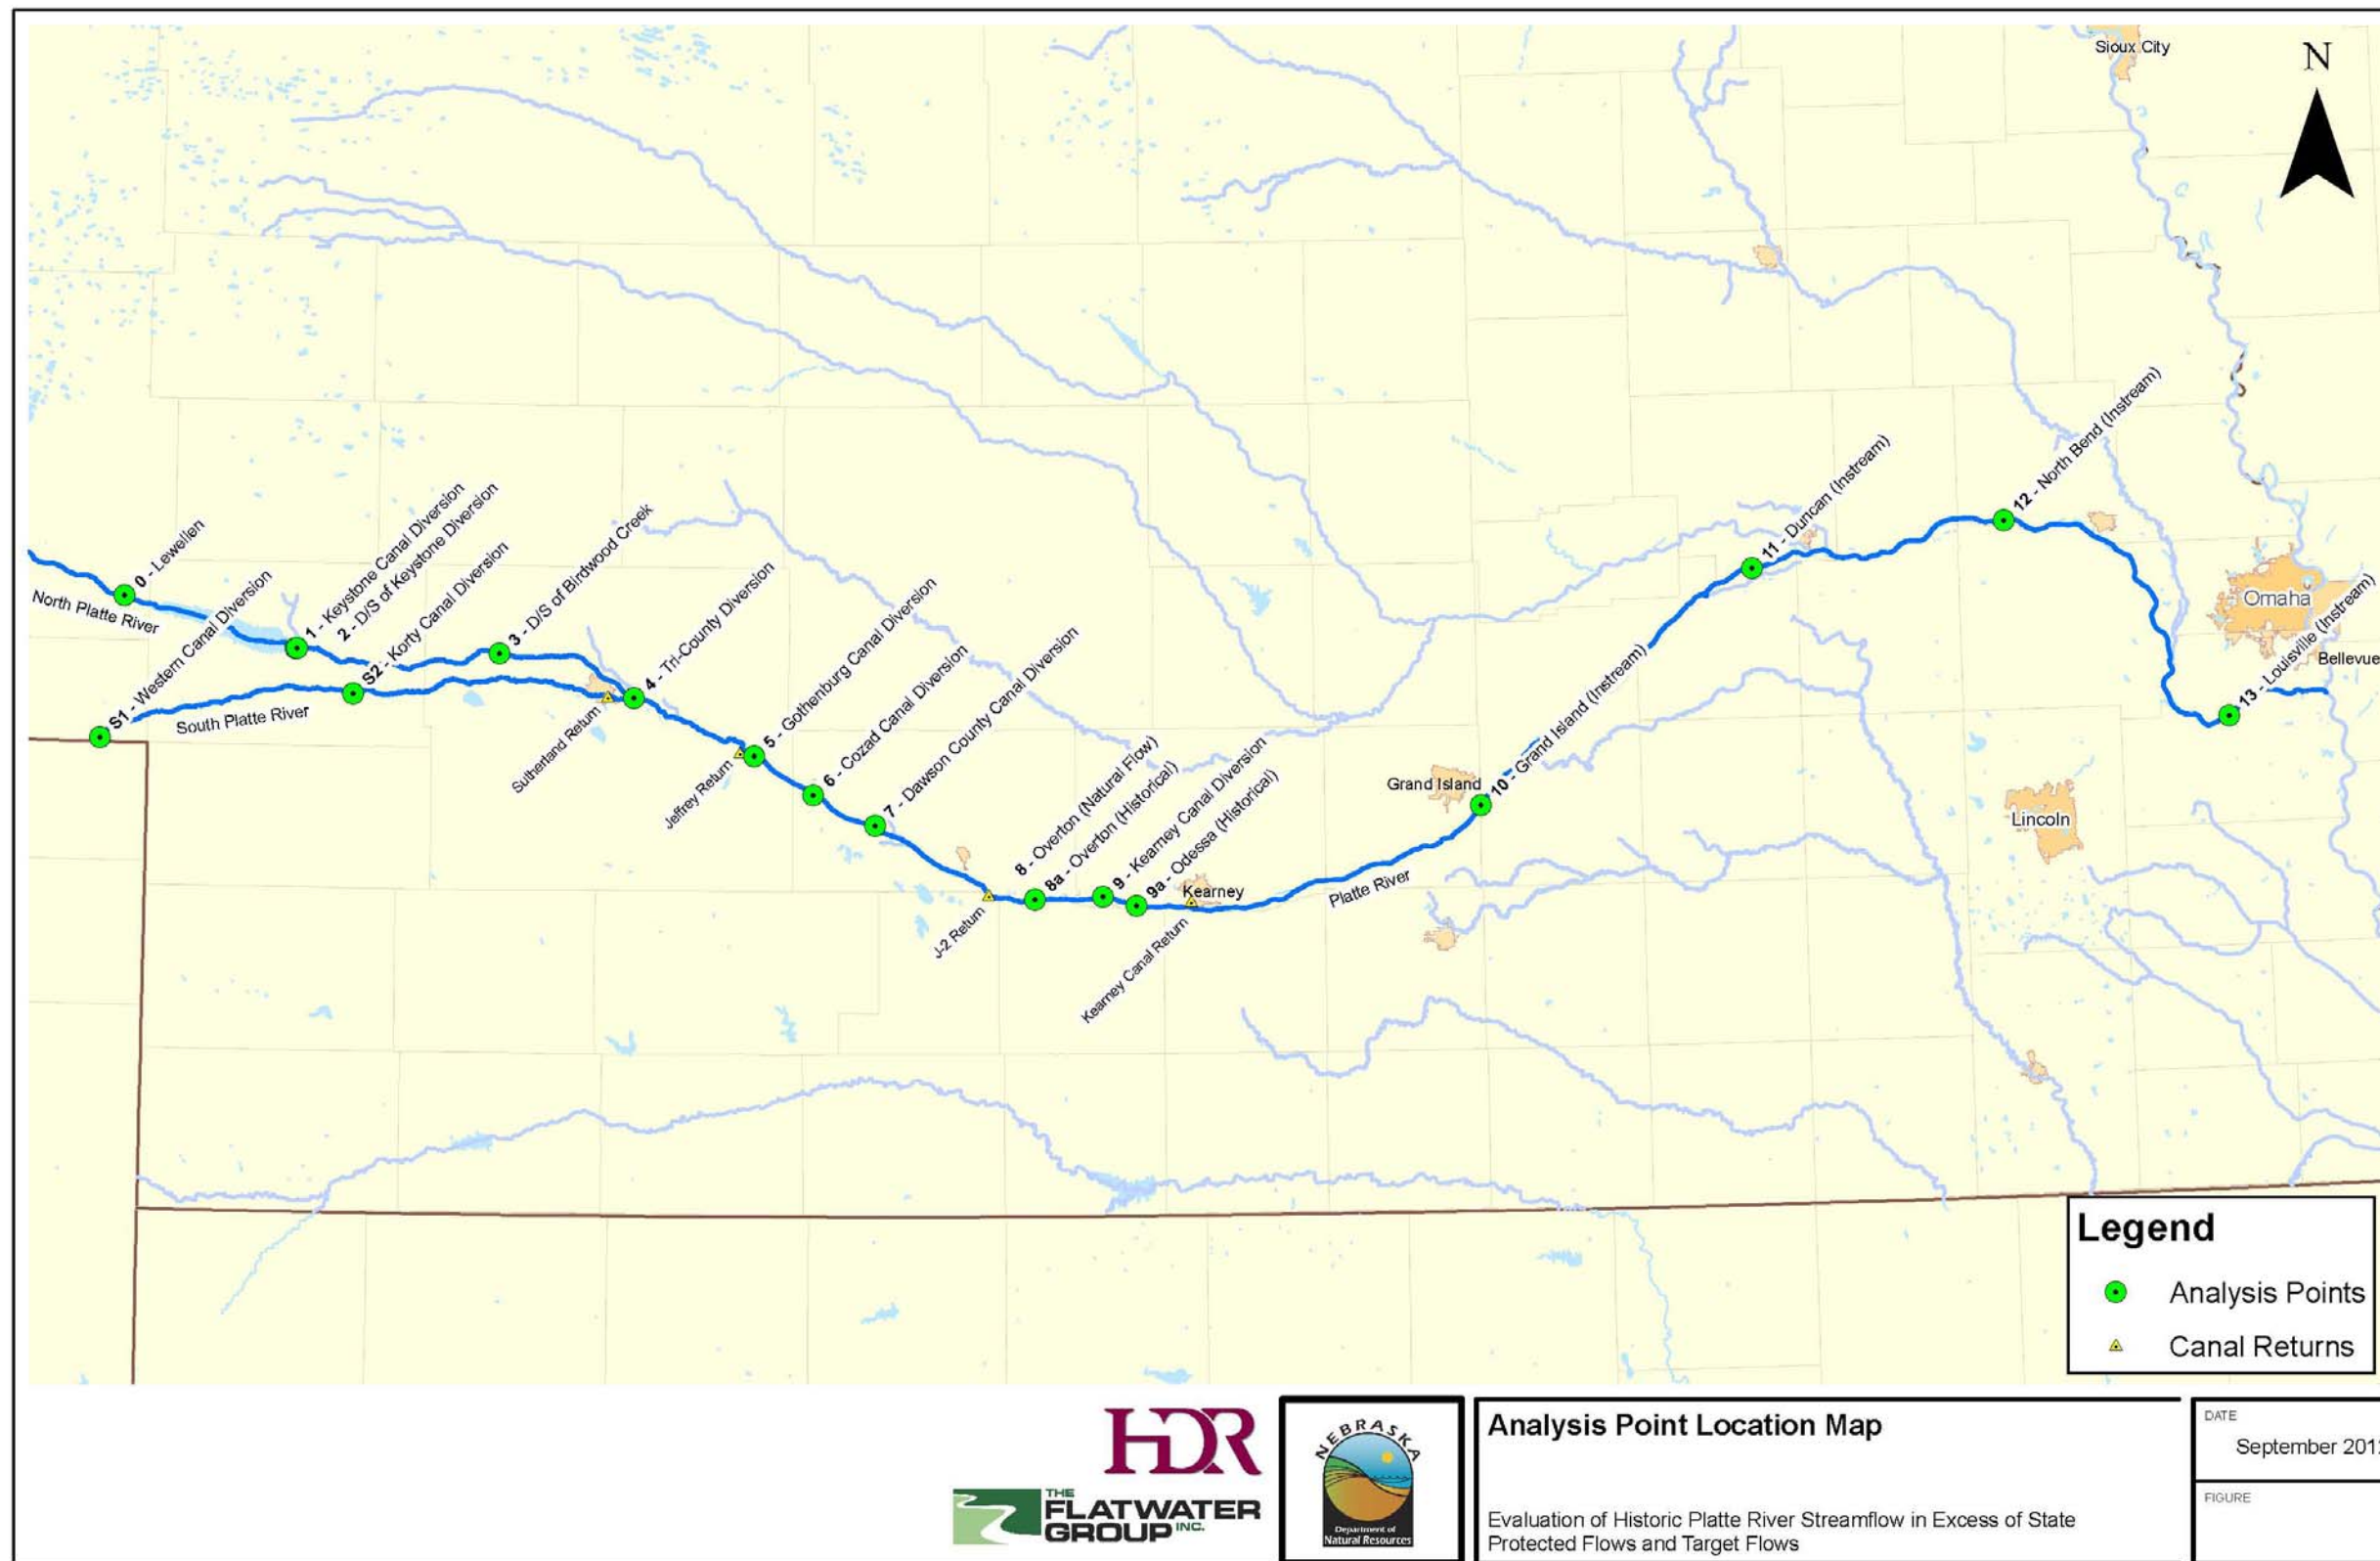 Sioux City
N
0 - Lewellen
North Platte River
S1 - Western Canal Diversion
1 - Keystone Canal Diversion
2 - D/S of Keystone Diversion
S2 - Korty Canal Diversion
South Platte River
3 - D/S of Birdwood Creek
4 - Tri-County Diversion
Sutherland Return
5 - Gothenburg Canal Diversion
Jeffrey Return
6 - Cozad Canal Diversion
7 - Dawson County Canal Diversion
J-2 Return
8 - Overton (Natural Flow)
8a - Overton (Historical)
9 - Kearney Canal Diversion
9a - Odessa (Historical)
Kearney
Kearney Canal Return
Platte River
Grand Island
10 - Grand Island (Instream)
11 - Duncan (Instream)
12 - North Bend (Instream)
Omaha
Bellevue
13 - Louisville (Instream)
Lincoln
Legend
Analysis Points
Canal Returns
HDR
THE
FLATWATER
GROUP INC.
NEBRASKA
Department of
Natural Resources
Analysis Point Location Map
Evaluation of Historic Platte River Streamflow in Excess of State
Protected Flows and Target Flows
DATE
September
FIGURE